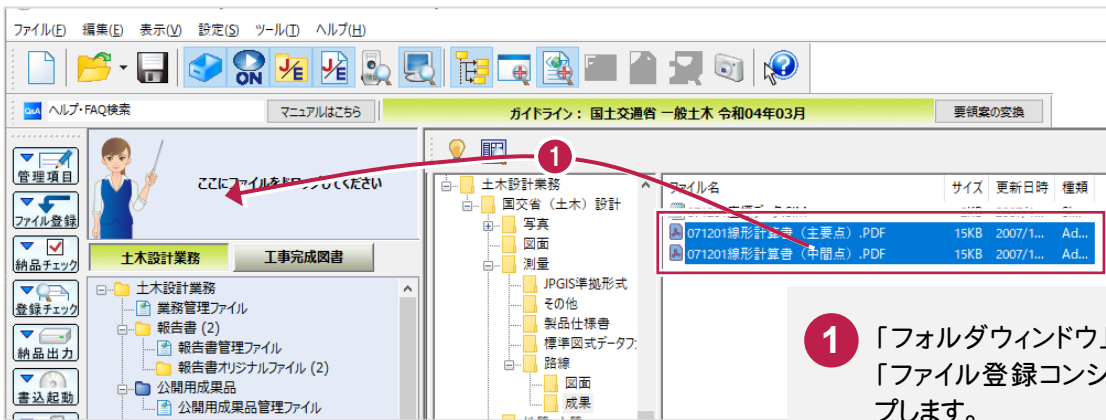 ファイル(F) 編集(E) 表示(V) 設定(S) ツール(T) ヘルプ(H)
ON J/E J/E
Q&A ヘルプ・FAQ検索 マニュアルはこちら ガイドライン： 国土交通省 一般土木 令和04年03月 要領案の変換
管理項目
ファイル登録
納品チェック
登録チェック
納品出力
書込起動
ここにファイルをドロップしてください
土木設計業務 工事完成図書
土木設計業務
業務管理ファイル
報告書 (2)
報告書管理ファイル
報告書オリジナルファイル (2)
公開用成果品
公開用成果品管理ファイル
1
土木設計業務
国交省（土木）設計
写真
図面
測量
JPGIS準拠形式
その他
製品仕様書
標準図式データフ
路線
図面
成果
ファイル名 サイズ 更新日時 種類
071201線形計算書（主要点）.PDF 15KB 2007/1... Ad...
071201線形計算書（中間点）.PDF 15KB 2007/1... Ad...
1 「フォルダウィンドウ」
「ファイル登録コンシ
プします。